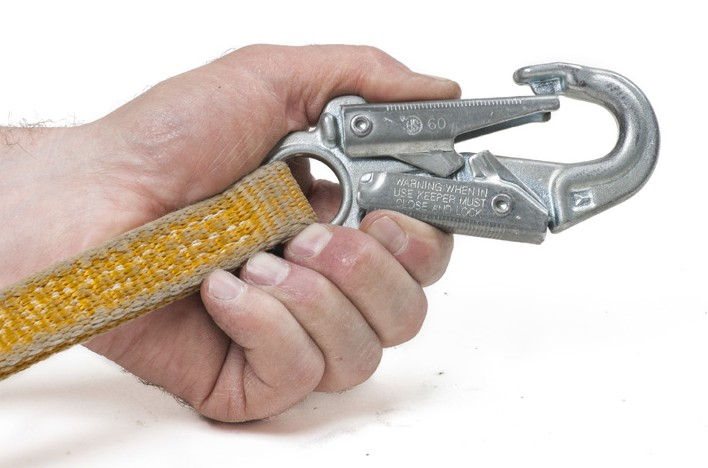 60
WARNING-WHEN IN
USE KEEPER MUST
CLOSE AND LOCK